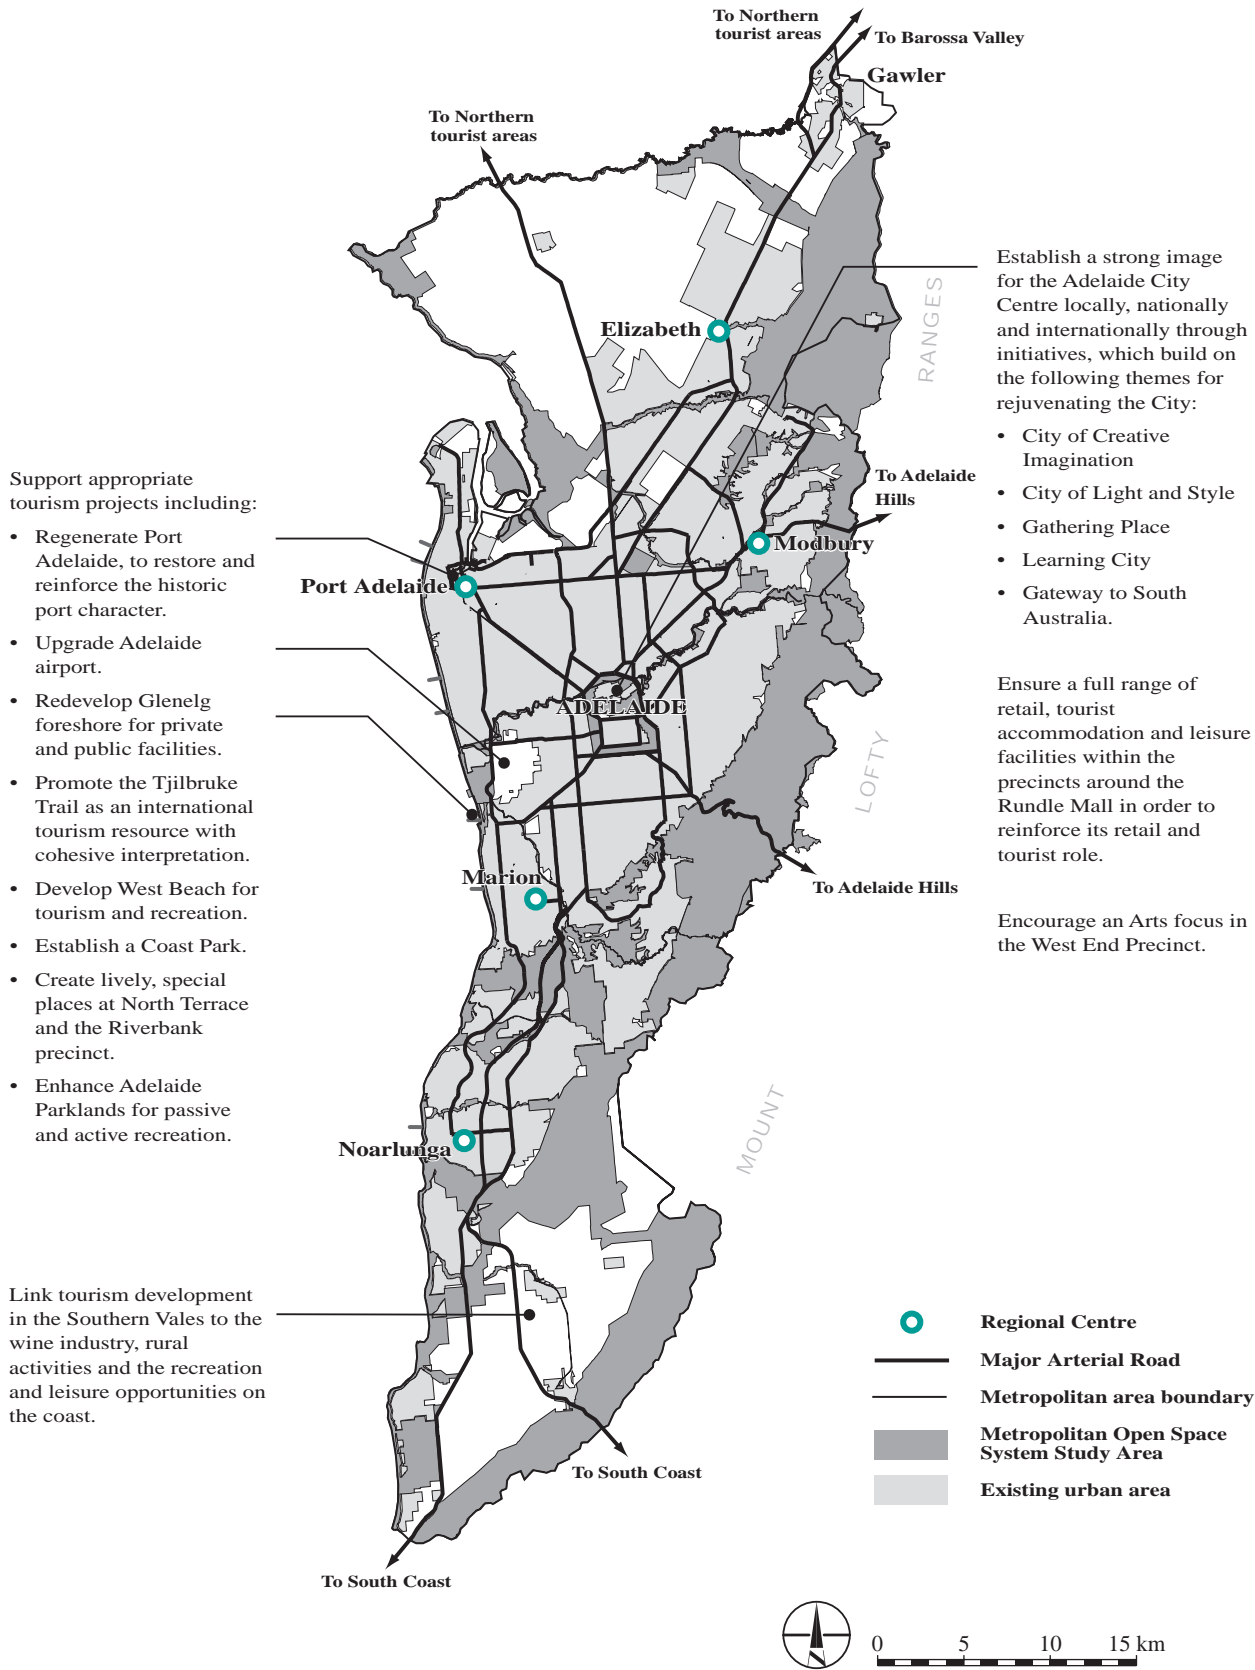 To Northern
tourist areas
To Barossa Valley
Gawler
To Northern
tourist areas
Establish a strong image
for the Adelaide City
Centre locally, nationally
and internationally through
initiatives, which build on
the following themes for
rejuvenating the City:
• City of Creative
Imagination
• City of Light and Style
• Gathering Place
• Learning City
• Gateway to South
Australia.
Ensure a full range of
retail, tourist
accommodation and leisure
facilities within the
precincts around the
Rundle Mall in order to
reinforce its retail and
tourist role.
Encourage an Arts focus in
the West End Precinct.
RANGES
LOFTY
MOUNT
Elizabeth
To Adelaide
Hills
Modbury
Port Adelaide
ADELAIDE
Marion
To Adelaide Hills
Noarlunga
Support appropriate
tourism projects including:
• Regenerate Port
Adelaide, to restore and
reinforce the historic
port character.
• Upgrade Adelaide
airport.
• Redevelop Glenelg
foreshore for private
and public facilities.
• Promote the Tjilbruke
Trail as an international
tourism resource with
cohesive interpretation.
• Develop West Beach for
tourism and recreation.
• Establish a Coast Park.
• Create lively, special
places at North Terrace
and the Riverbank
precinct.
• Enhance Adelaide
Parklands for passive
and active recreation.
Link tourism development
in the Southern Vales to the
wine industry, rural
activities and the recreation
and leisure opportunities on
the coast.
To South Coast
To South Coast
Regional Centre
Major Arterial Road
Metropolitan area boundary
Metropolitan Open Space
System Study Area
Existing urban area
0 5 10 15 km